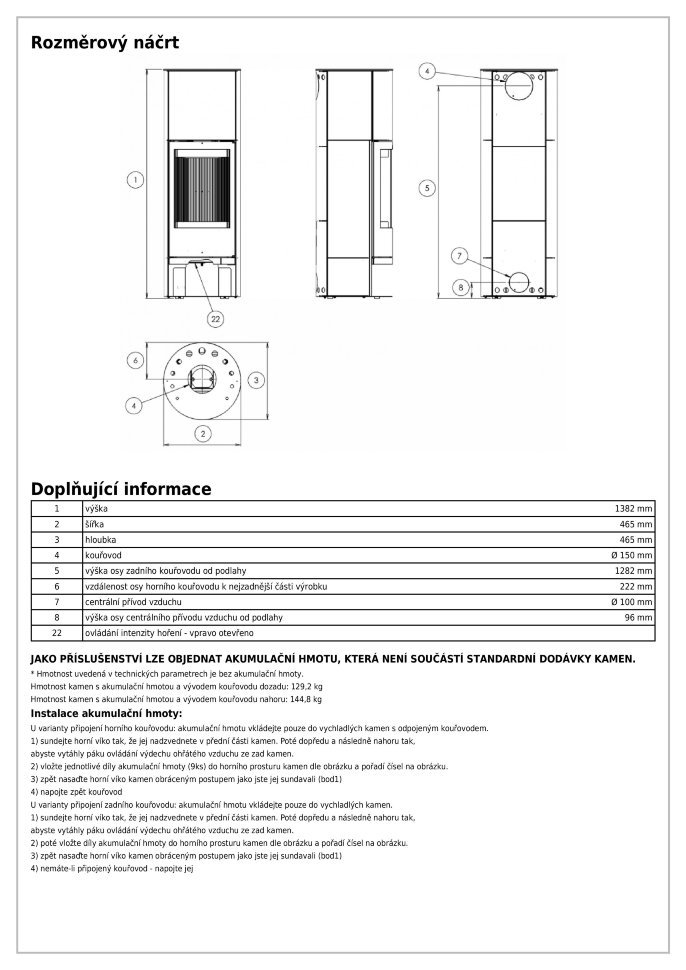 Rozměrový náčrt
4
1
5
7
8
22
6
3
4
2
Doplňující informace
1 výška 1382 mm
2 šířka 465 mm
3 hloubka 465 mm
4 kouřovod Ø 150 mm
5 výška osy zadního kouřovodu od podlahy 1282 mm
6 vzdálenost osy horního kouřovodu k nejzadnější části výrobku 222 mm
7 centrální přívod vzduchu Ø 100 mm
8 výška osy centrálního přívodu vzduchu od podlahy 96 mm
22 ovládání intenzity hoření - vpravo otevřeno
JAKO PŘÍSLUŠENSTVÍ LZE OBJEDNAT AKUMULAČNÍ HMOTU, KTERÁ NENÍ SOUČÁSTÍ STANDARDNÍ DODÁVKY KAMEN.
* Hmotnost uvedená v technických parametrech je bez akumulační hmoty.
Hmotnost kamen s akumulační hmotou a vývodem kouřovodu dozadu: 129,2 kg
Hmotnost kamen s akumulační hmotou a vývodem kouřovodu nahoru: 144,8 kg
Instalace akumulační hmoty:
U varianty připojení horního kouřovodu: akumulační hmotu vkládejte pouze do vychladlých kamen s odpojeným kouřovodem.
1) sundejte horní víko tak, že jej nadzvednete v přední části kamen. Poté dopředu a následně nahoru tak,
abyste vytáhly páku ovládání výdechu ohřátého vzduchu ze zad kamen.
2) vložte jednotlivé díly akumulační hmoty (9ks) do horního prosturu kamen dle obrázku a pořadí čísel na obrázku.
3) zpět nasaďte horní víko kamen obráceným postupem jako jste jej sundavali (bod1)
4) napojte zpět kouřovod
U varianty připojení zadního kouřovodu: akumulační hmotu vkládejte pouze do vychladlých kamen.
1) sundejte horní víko tak, že jej nadzvednete v přední části kamen. Poté dopředu a následně nahoru tak,
abyste vytáhly páku ovládání výdechu ohřátého vzduchu ze zad kamen.
2) poté vložte díly akumulační hmoty do horního prosturu kamen dle obrázku a pořadí čísel na obrázku.
3) zpět nasaďte horní víko kamen obráceným postupem jako jste jej sundavali (bod1)
4) nemáte-li připojený kouřovod - napojte jej